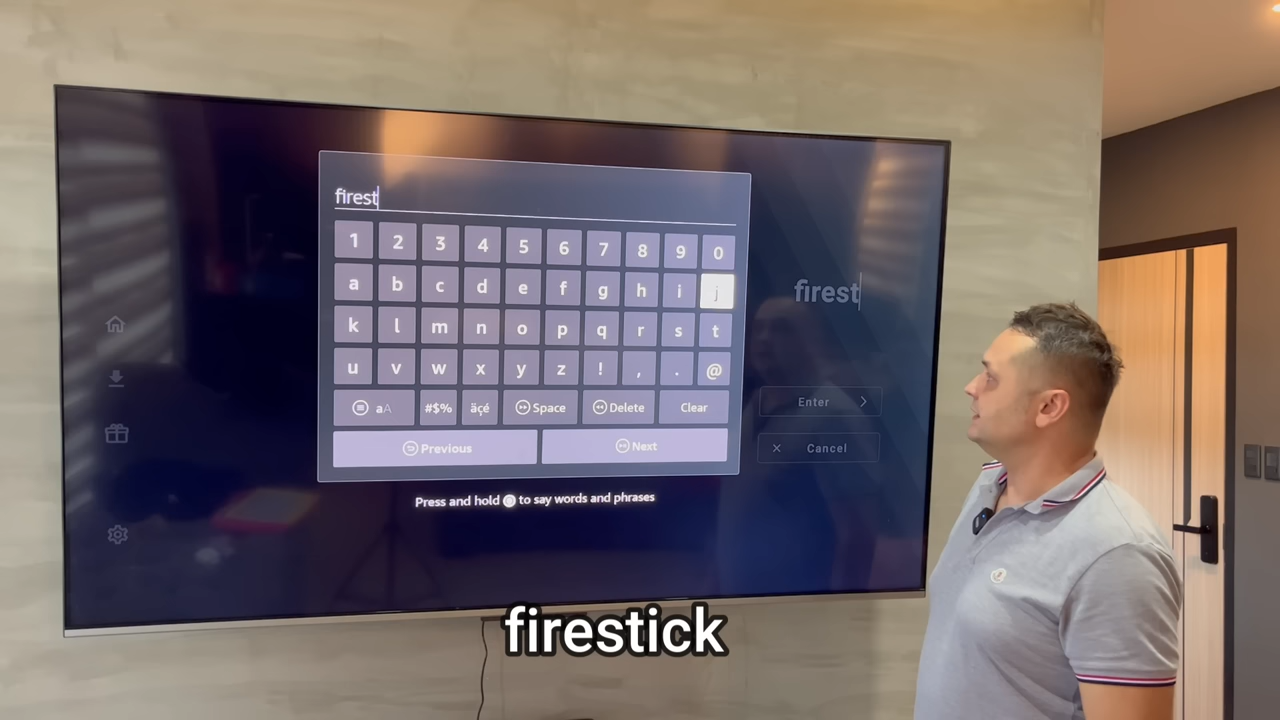 firest
1 2 3 4 5 6 7 8 9 0
a b c d e f g h i j
k l m n o p q r s t
u v w x y z ! , . @
aA #$% äçé Space Delete Clear
Previous Next
Press and hold to say words and phrases
firest
Enter
Cancel
firestick